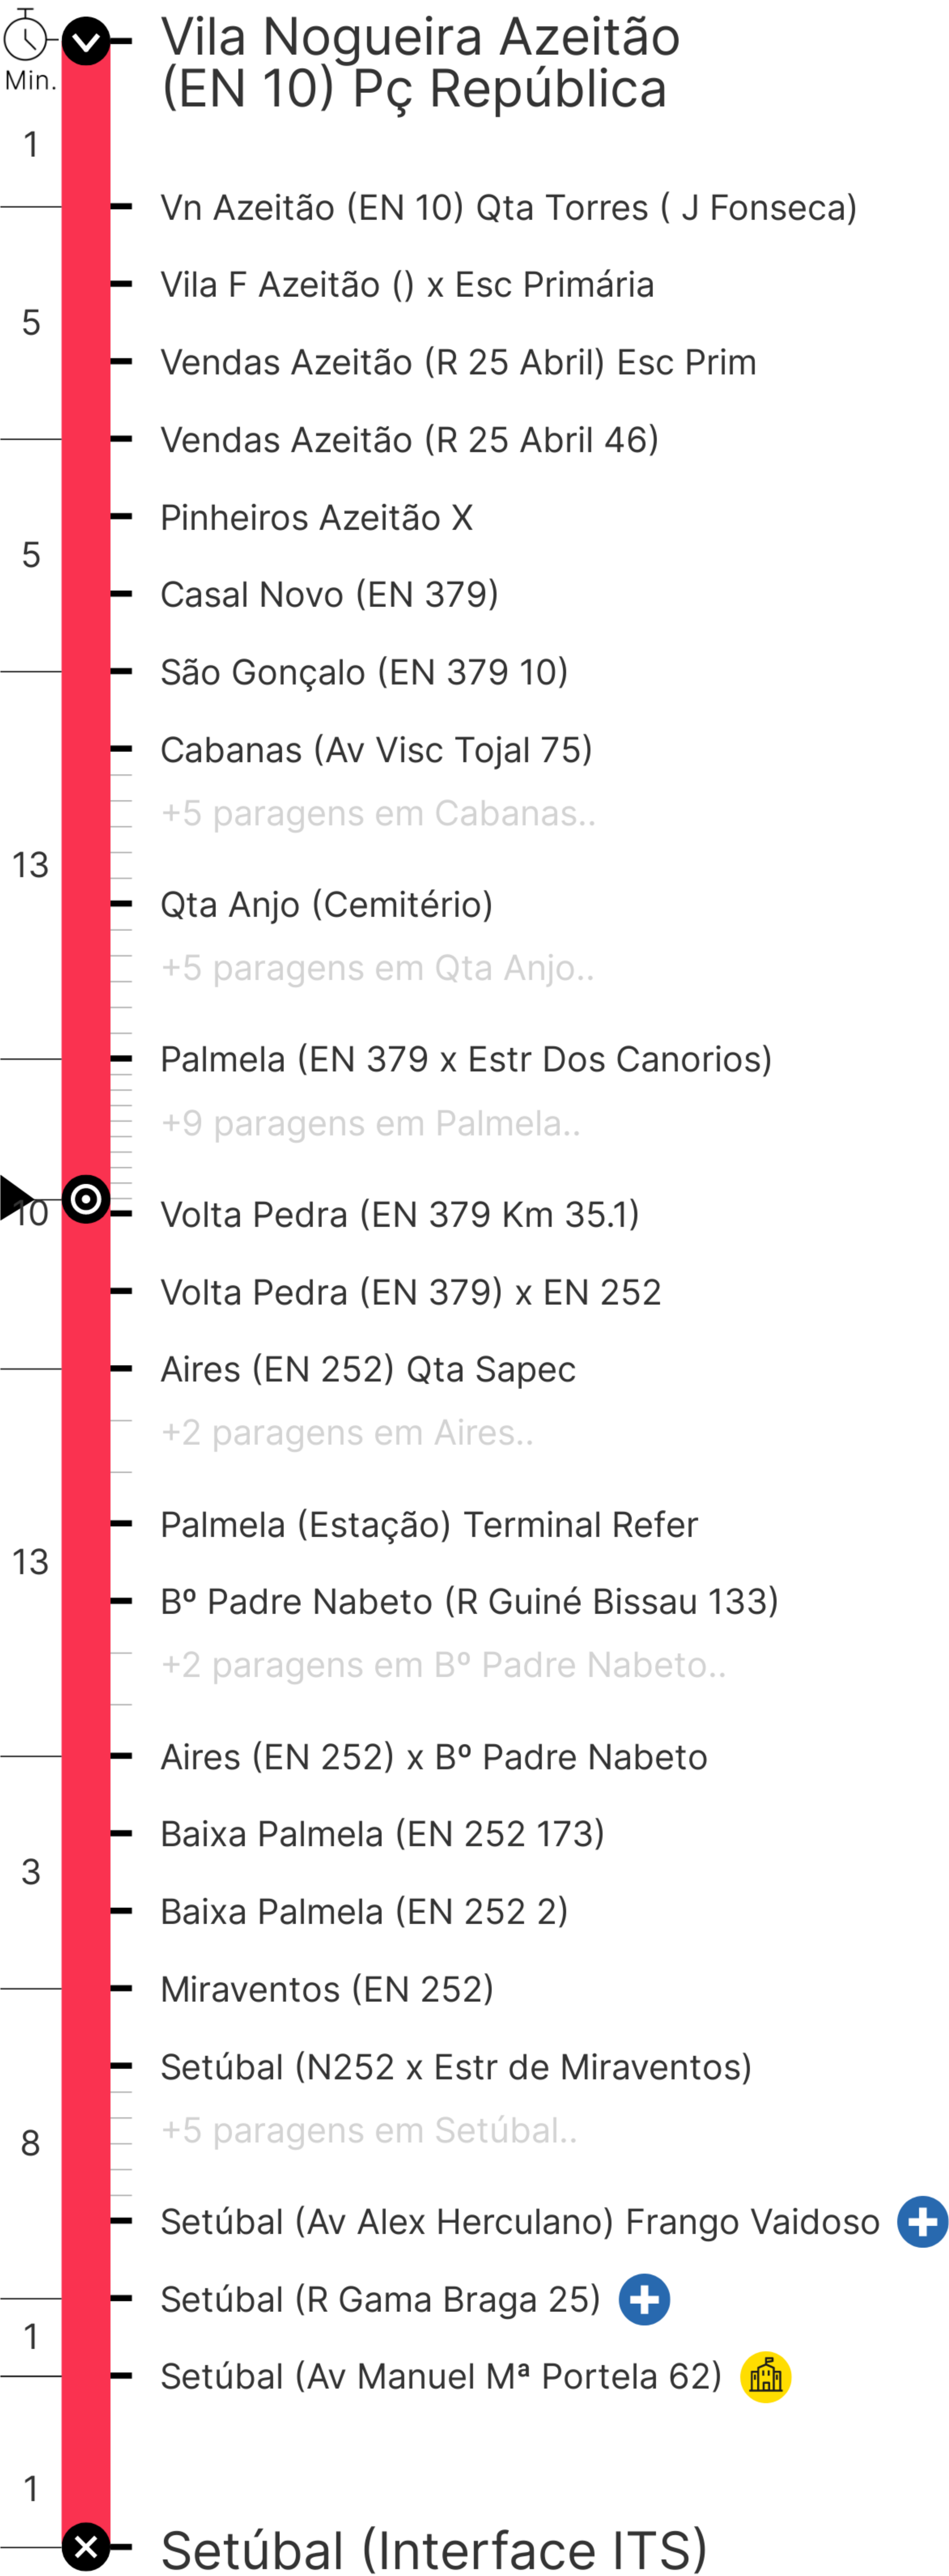 Vila Nogueira Azeitão
(EN 10) Pç República
Min.
1
Vn Azeitão (EN 10) Qta Torres ( J Fonseca)
Vila F Azeitão () x Esc Primária
5
Vendas Azeitão (R 25 Abril) Esc Prim
Vendas Azeitão (R 25 Abril 46)
Pinheiros Azeitão X
5
Casal Novo (EN 379)
São Gonçalo (EN 379 10)
Cabanas (Av Visc Tojal 75)
+5 paragens em Cabanas..
13
Qta Anjo (Cemitério)
+5 paragens em Qta Anjo..
Palmela (EN 379 x Estr Dos Canorios)
+9 paragens em Palmela..
10
Volta Pedra (EN 379 Km 35.1)
Volta Pedra (EN 379) x EN 252
Aires (EN 252) Qta Sapec
+2 paragens em Aires..
Palmela (Estação) Terminal Refer
13
Bº Padre Nabeto (R Guiné Bissau 133)
+2 paragens em Bº Padre Nabeto..
Aires (EN 252) x Bº Padre Nabeto
Baixa Palmela (EN 252 173)
3
Baixa Palmela (EN 252 2)
Miraventos (EN 252)
Setúbal (N252 x Estr de Miraventos)
+5 paragens em Setúbal..
8
Setúbal (Av Alex Herculano) Frango Vaidoso
Setúbal (R Gama Braga 25)
1
Setúbal (Av Manuel Mª Portela 62)
1
Setúbal (Interface ITS)